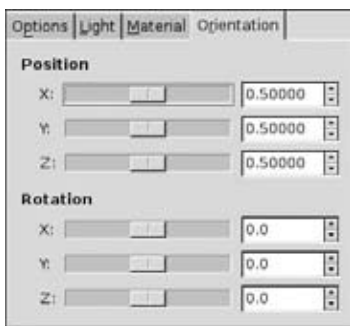 Options Light Material Orientation
Position
X: 0.50000
Y: 0.50000
Z: 0.50000
Rotation
X: 0.0
Y: 0.0
Z: 0.0